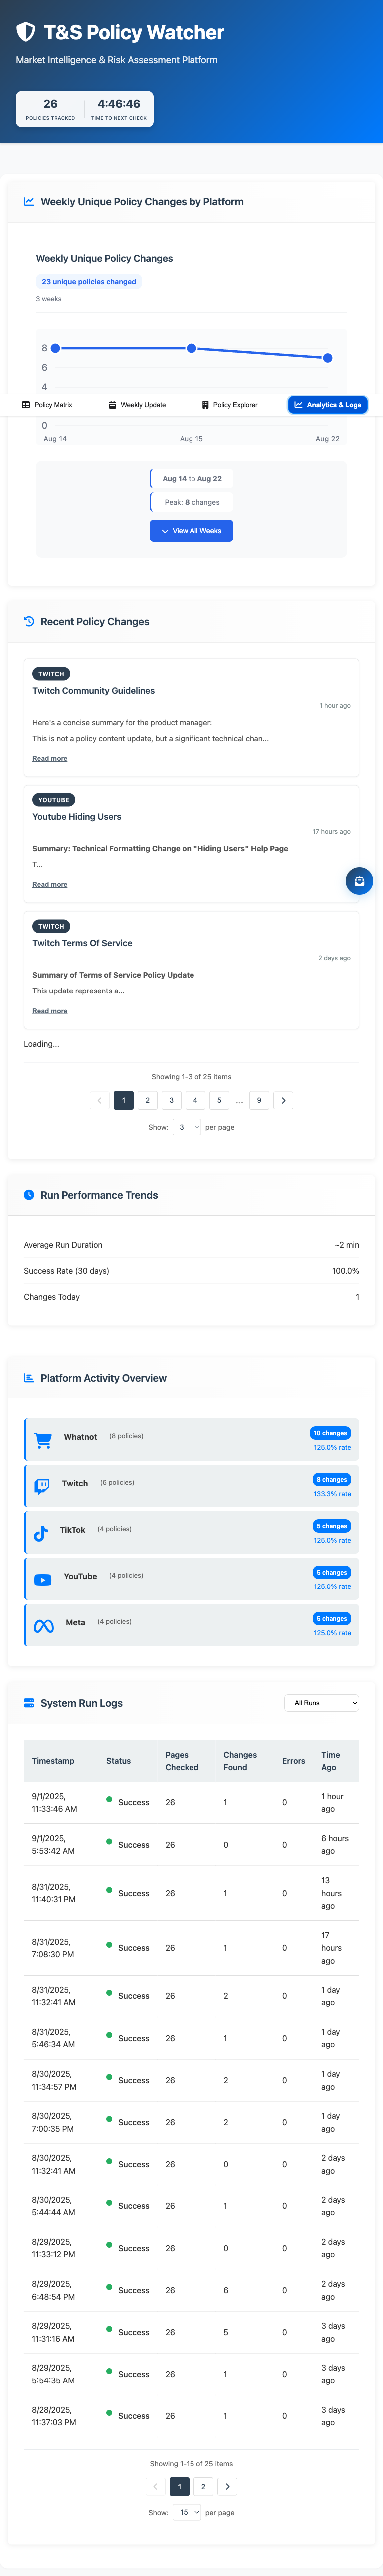 T&S Policy Watcher
Market Intelligence & Risk Assessment Platform
26
POLICIES TRACKED
4:46:46
TIME TO NEXT CHECK
Weekly Unique Policy Changes by Platform
Weekly Unique Policy Changes
23 unique policies changed
3 weeks
8
6
4
Policy Matrix
Weekly Update
Policy Explorer
Analytics & Logs
0
Aug 14
Aug 15
Aug 22
Aug 14 to Aug 22
Peak: 8 changes
View All Weeks
Recent Policy Changes
TWITCH
Twitch Community Guidelines
1 hour ago
Here's a concise summary for the product manager:
This is not a policy content update, but a significant technical chan...
Read more
YOUTUBE
Youtube Hiding Users
17 hours ago
Summary: Technical Formatting Change on "Hiding Users" Help Page
T...
Read more
TWITCH
Twitch Terms Of Service
2 days ago
Summary of Terms of Service Policy Update
This update represents a...
Read more
Loading...
Showing 1-3 of 25 items
1 2 3 4 5 ... 9
Show: 3 per page
Run Performance Trends
Average Run Duration ~2 min
Success Rate (30 days) 100.0%
Changes Today 1
Platform Activity Overview
Whatnot (8 policies) 10 changes
125.0% rate
Twitch (6 policies) 8 changes
133.3% rate
TikTok (4 policies) 5 changes
125.0% rate
YouTube (4 policies) 5 changes
125.0% rate
Meta (4 policies) 5 changes
125.0% rate
System Run Logs
All Runs
Timestamp Status Pages Checked Changes Found Errors Time Ago
9/1/2025, 11:33:46 AM Success 26 1 0 1 hour ago
9/1/2025, 5:53:42 AM Success 26 0 0 6 hours ago
8/31/2025, 11:40:31 PM Success 26 1 0 13 hours ago
8/31/2025, 7:08:30 PM Success 26 1 0 17 hours ago
8/31/2025, 11:32:41 AM Success 26 2 0 1 day ago
8/31/2025, 5:46:34 AM Success 26 1 0 1 day ago
8/30/2025, 11:34:57 PM Success 26 2 0 1 day ago
8/30/2025, 7:00:35 PM Success 26 2 0 1 day ago
8/30/2025, 11:32:41 AM Success 26 0 0 2 days ago
8/30/2025, 5:44:44 AM Success 26 1 0 2 days ago
8/29/2025, 11:33:12 PM Success 26 0 0 2 days ago
8/29/2025, 6:48:54 PM Success 26 6 0 2 days ago
8/29/2025, 11:31:16 AM Success 26 5 0 3 days ago
8/29/2025, 5:54:35 AM Success 26 1 0 3 days ago
8/28/2025, 11:37:03 PM Success 26 1 0 3 days ago
Showing 1-15 of 25 items
1 2
Show: 15 per page